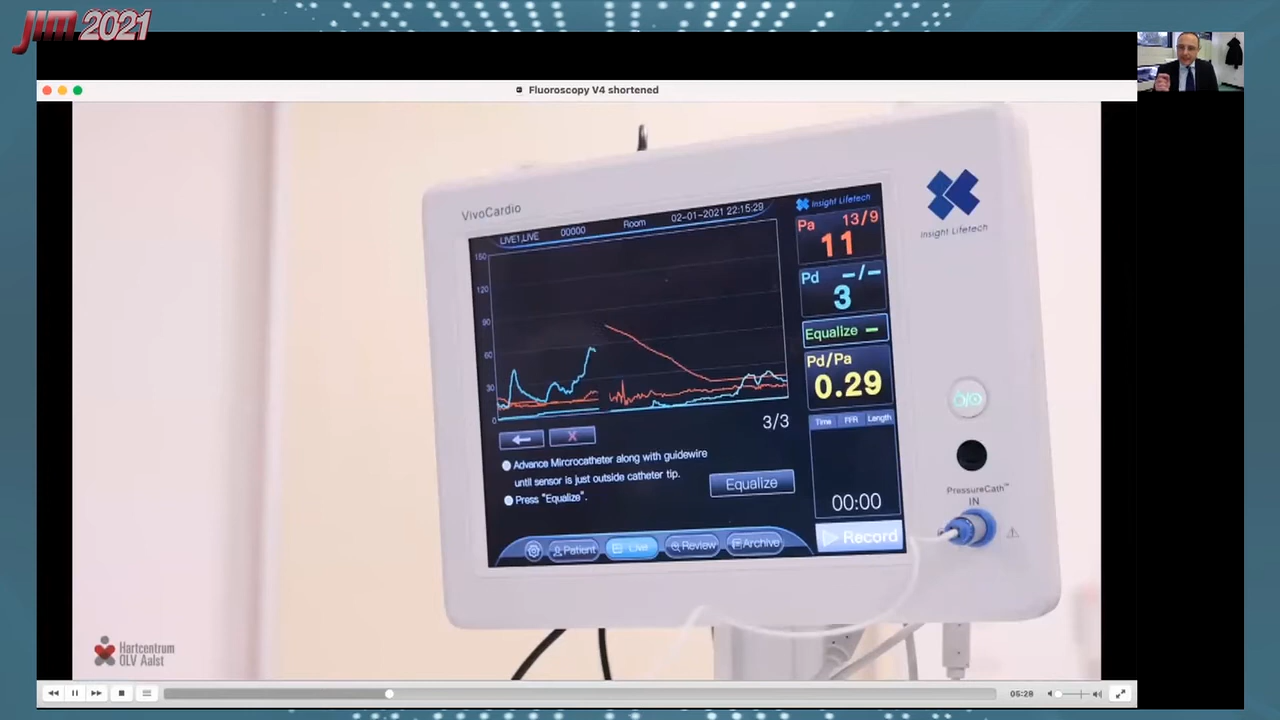 JIM 2021
Fluoroscopy V4 shortened
VivoCardio
LIVE1,LIVE 00000 Room 02-01-2021 22:15:29
Insight Lifetech
150
120
90
60
30
0
Pa 13/9
11
Pd -/-
3
Equalize -
Pd/Pa
0.29
Time FFR Length
00:00
Record
3/3
Advance Mircrocatheter along with guidewire
until sensor is just outside catheter tip.
Press "Equalize".
Equalize
Patient Live Review Archive
Insight Lifetech
PressureCath™
IN
Hartcentrum
OLV Aalst
05:28